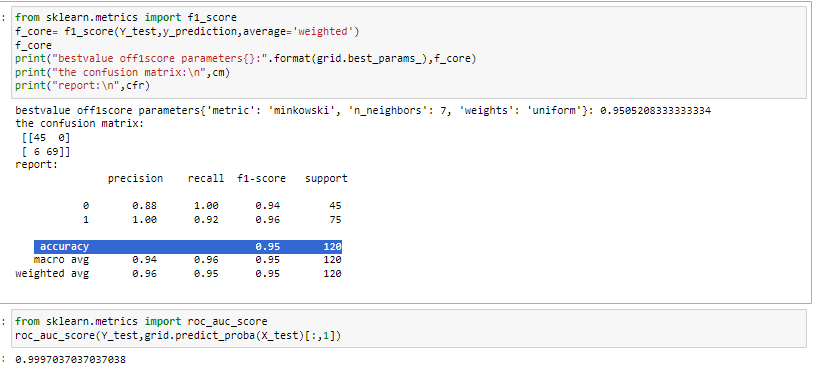 : from sklearn.metrics import f1_score
f_core= f1_score(Y_test,y_prediction,average='weighted')
f_core
print("bestvalue off1score parameters{}:".format(grid.best_params_),f_core)
print("the confusion matrix:\n",cm)
print("report:\n",cfr)
bestvalue off1score parameters{'metric': 'minkowski', 'n_neighbors': 7, 'weights': 'uniform'}: 0.9505208333333334
the confusion matrix:
[[45 0]
[ 6 69]]
report:
precision recall f1-score support
0 0.88 1.00 0.94 45
1 1.00 0.92 0.96 75
accuracy 0.95 120
macro avg 0.94 0.96 0.95 120
weighted avg 0.96 0.95 0.95 120
: from sklearn.metrics import roc_auc_score
roc_auc_score(Y_test,grid.predict_proba(X_test)[:,1])
: 0.9997037037037038